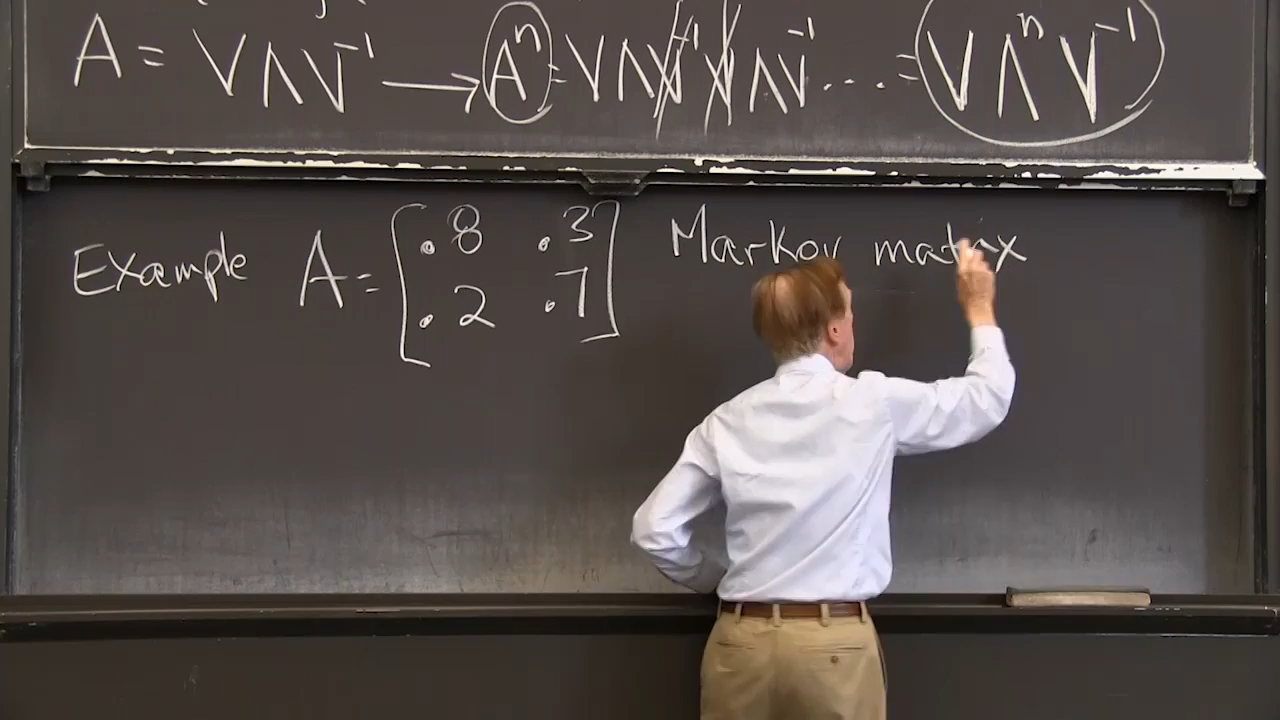 A = VΛV⁻¹ → Aⁿ = VΛV⁻¹VΛV⁻¹ ... = VΛⁿV⁻¹
Example A = [.8 .3 Markov matrix
.2 .7]